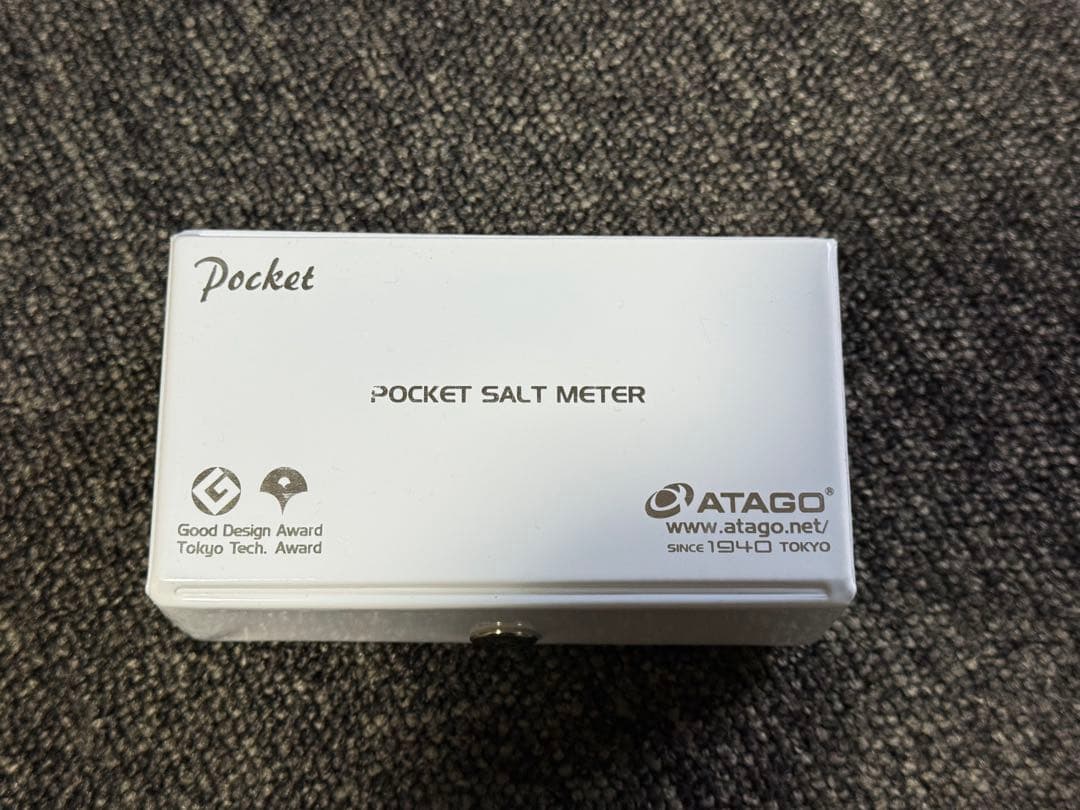 Pocket
POCKET SALT METER
Good Design Award
Tokyo Tech. Award
ATAGO®
www.atago.net/
SINCE 1940 TOKYO